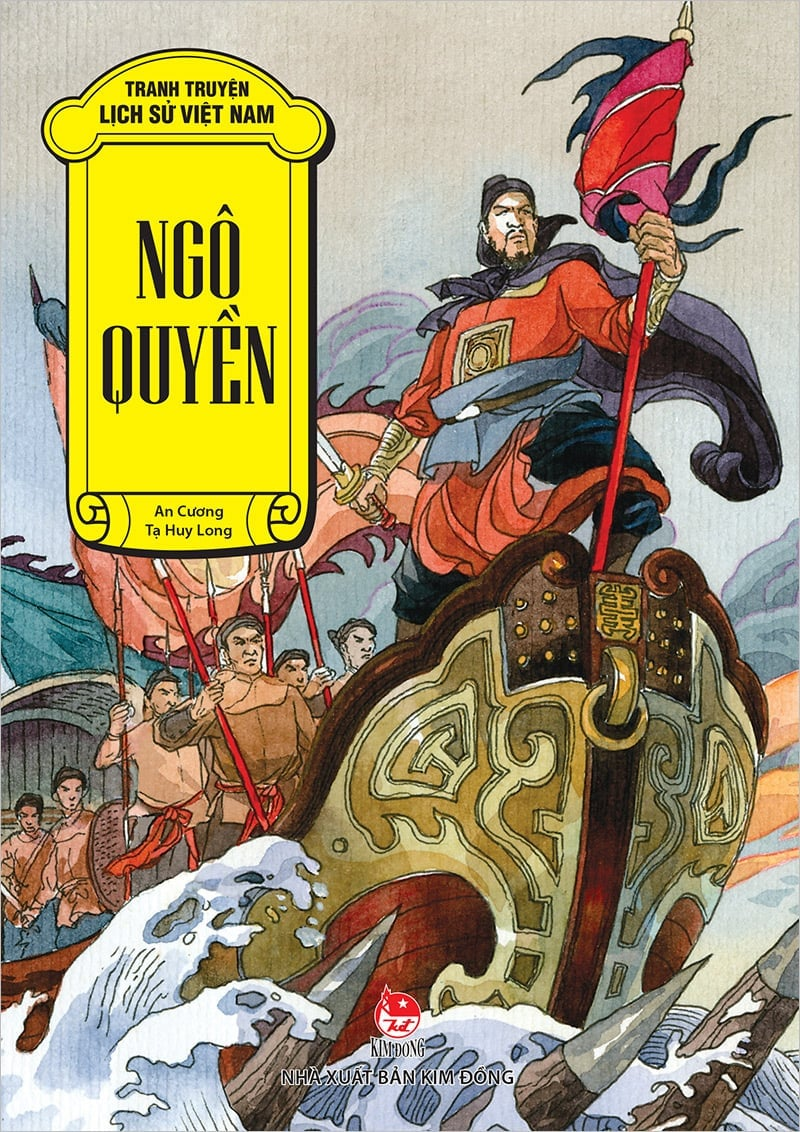 TRANH TRUYỆN
LỊCH SỬ VIỆT NAM
NGÔ
QUYỀN
An Cương
Tạ Huy Long
KIM ĐỒNG
NHÀ XUẤT BẢN KIM ĐỒNG